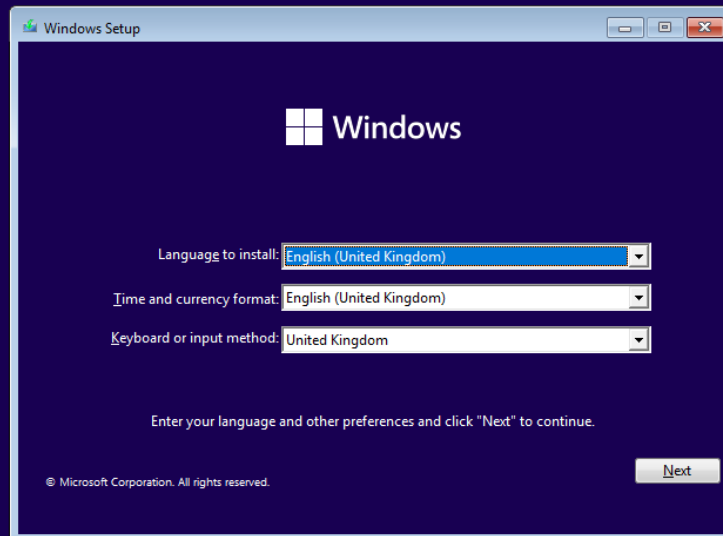 Windows Setup
Windows
Language to install: English (United Kingdom)
Time and currency format: English (United Kingdom)
Keyboard or input method: United Kingdom
Enter your language and other preferences and click "Next" to continue.
Next
© Microsoft Corporation. All rights reserved.